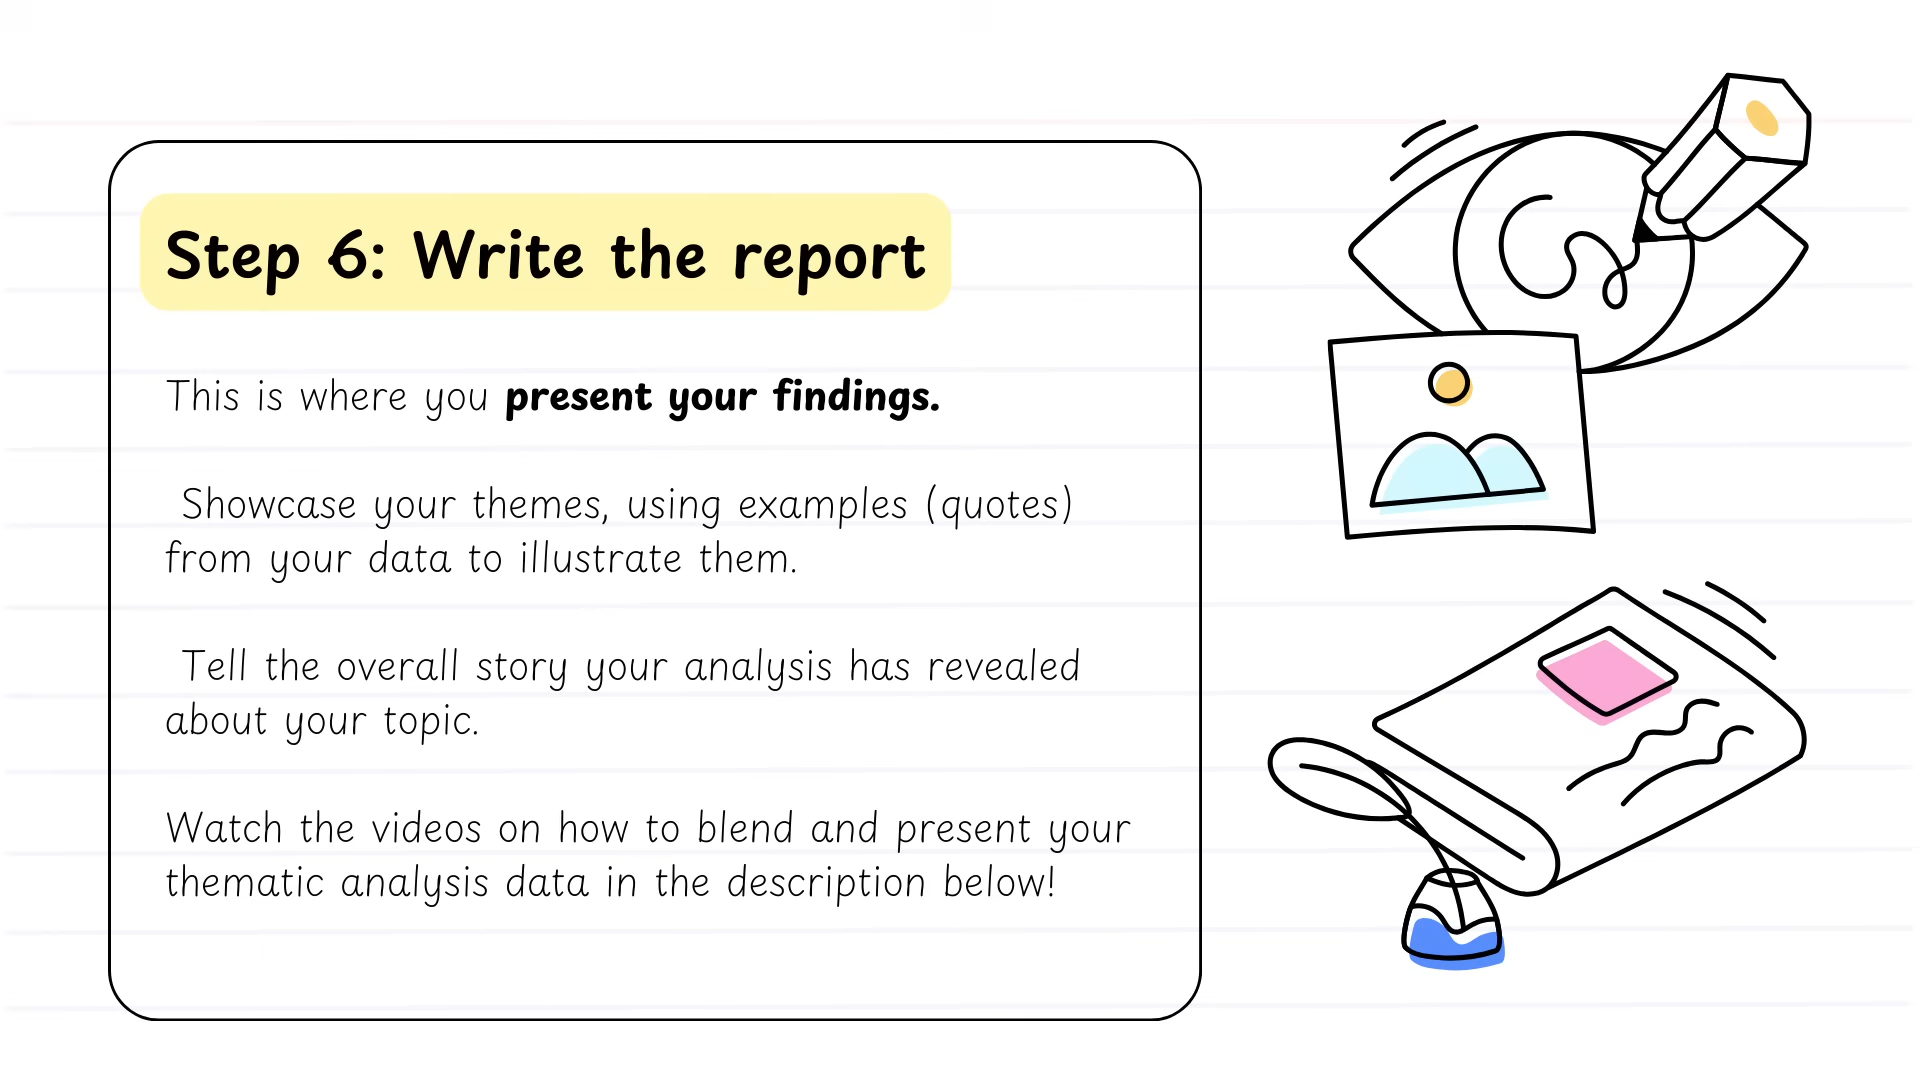 Step 6: Write the report
This is where you present your findings.
Showcase your themes, using examples (quotes)
from your data to illustrate them.
Tell the overall story your analysis has revealed
about your topic.
Watch the videos on how to blend and present your
thematic analysis data in the description below!